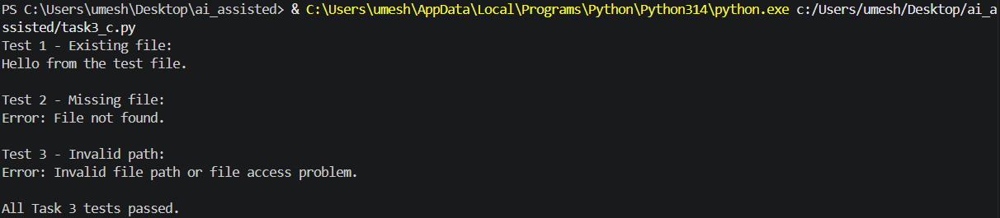 PS C:\Users\umesh\Desktop\ai_assisted> & C:\Users\umesh\AppData\Local\Programs\Python\Python314\python.exe c:/Users/umesh/Desktop/ai_a
ssisted/task3_c.py
Test 1 - Existing file:
Hello from the test file.
Test 2 - Missing file:
Error: File not found.
Test 3 - Invalid path:
Error: Invalid file path or file access problem.
All Task 3 tests passed.